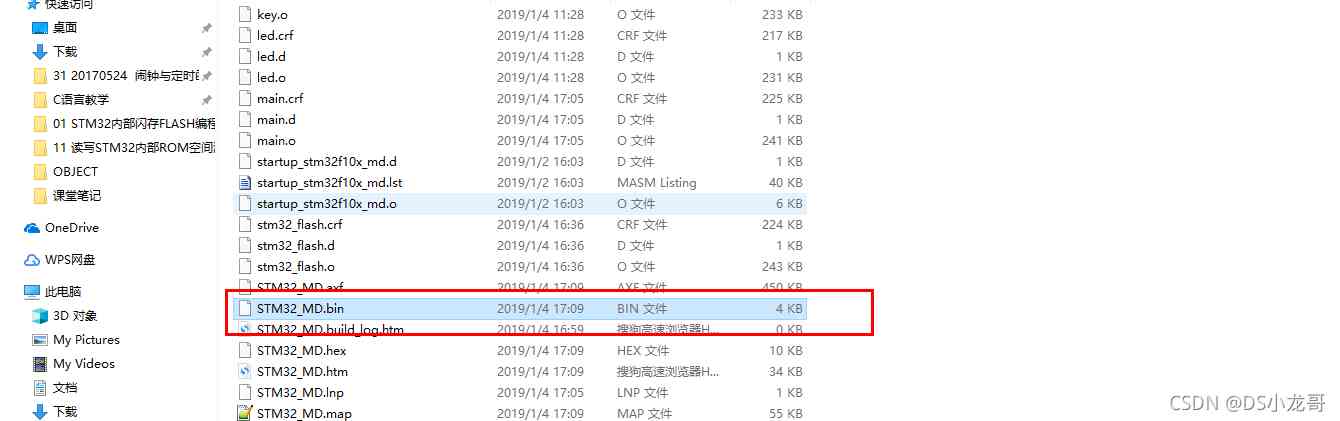 快速访问
桌面
下载
31 20170524 闹钟与定时
C语言教学
01 STM32内部闪存FLASH编程
11 读写STM32内部ROM空间
OBJECT
课堂笔记
OneDrive
WPS网盘
此电脑
3D 对象
My Pictures
My Videos
文档
下载
key.o 2019/1/4 11:28 O 文件 233 KB
led.crf 2019/1/4 11:28 CRF 文件 217 KB
led.d 2019/1/4 11:28 D 文件 1 KB
led.o 2019/1/4 11:28 O 文件 231 KB
main.crf 2019/1/4 17:05 CRF 文件 225 KB
main.d 2019/1/4 17:05 D 文件 1 KB
main.o 2019/1/4 17:05 O 文件 241 KB
startup_stm32f10x_md.d 2019/1/2 16:03 D 文件 1 KB
startup_stm32f10x_md.lst 2019/1/2 16:03 MASM Listing 40 KB
startup_stm32f10x_md.o 2019/1/2 16:03 O 文件 6 KB
stm32_flash.crf 2019/1/4 16:36 CRF 文件 224 KB
stm32_flash.d 2019/1/4 16:36 D 文件 1 KB
stm32_flash.o 2019/1/4 16:36 O 文件 243 KB
STM32_MD.axf 2019/1/4 17:09 AXF 文件 450 KB
STM32_MD.bin 2019/1/4 17:09 BIN 文件 4 KB
STM32_MD.build_log.htm 2019/1/4 16:59 搜狗高速浏览器H... 0 KB
STM32_MD.hex 2019/1/4 17:09 HEX 文件 10 KB
STM32_MD.htm 2019/1/4 17:09 搜狗高速浏览器H... 34 KB
STM32_MD.lnp 2019/1/4 17:05 LNP 文件 1 KB
STM32_MD.map 2019/1/4 17:09 MAP 文件 55 KB
CSDN @DS小龙哥